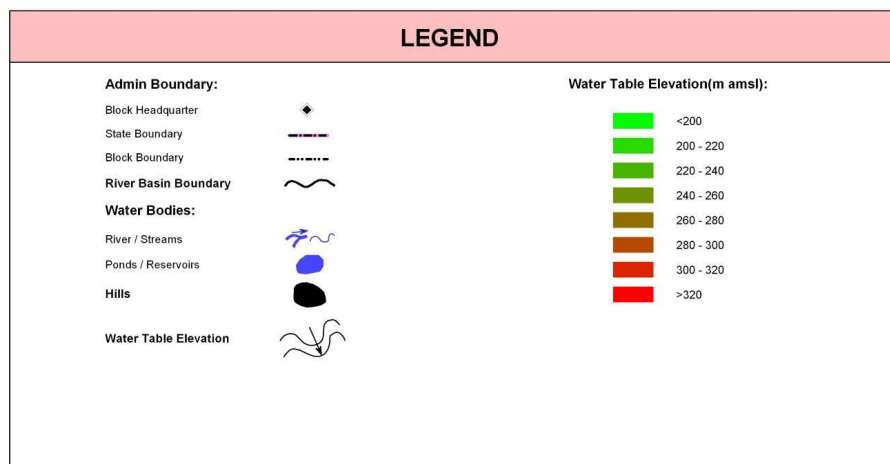 LEGEND
Admin Boundary:
Block Headquarter
State Boundary
Block Boundary
River Basin Boundary
Water Bodies:
River / Streams
Ponds / Reservoirs
Hills
Water Table Elevation
Water Table Elevation(m amsl):
<200
200 - 220
220 - 240
240 - 260
260 - 280
280 - 300
300 - 320
>320